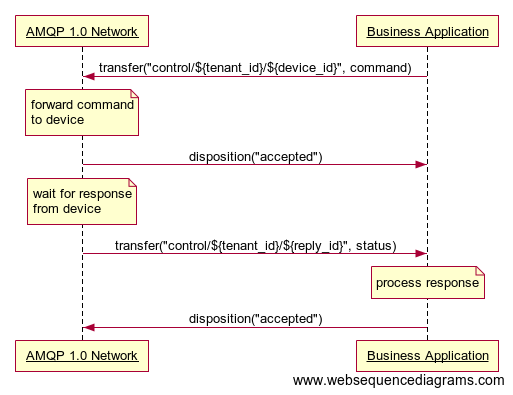 AMQP 1.0 Network
Business Application
transfer("control/${tenant_id}/${device_id}", command)
forward command
to device
disposition("accepted")
wait for response
from device
transfer("control/${tenant_id}/${reply_id}", status)
process response
disposition("accepted")
AMQP 1.0 Network
Business Application
www.websequencediagrams.com